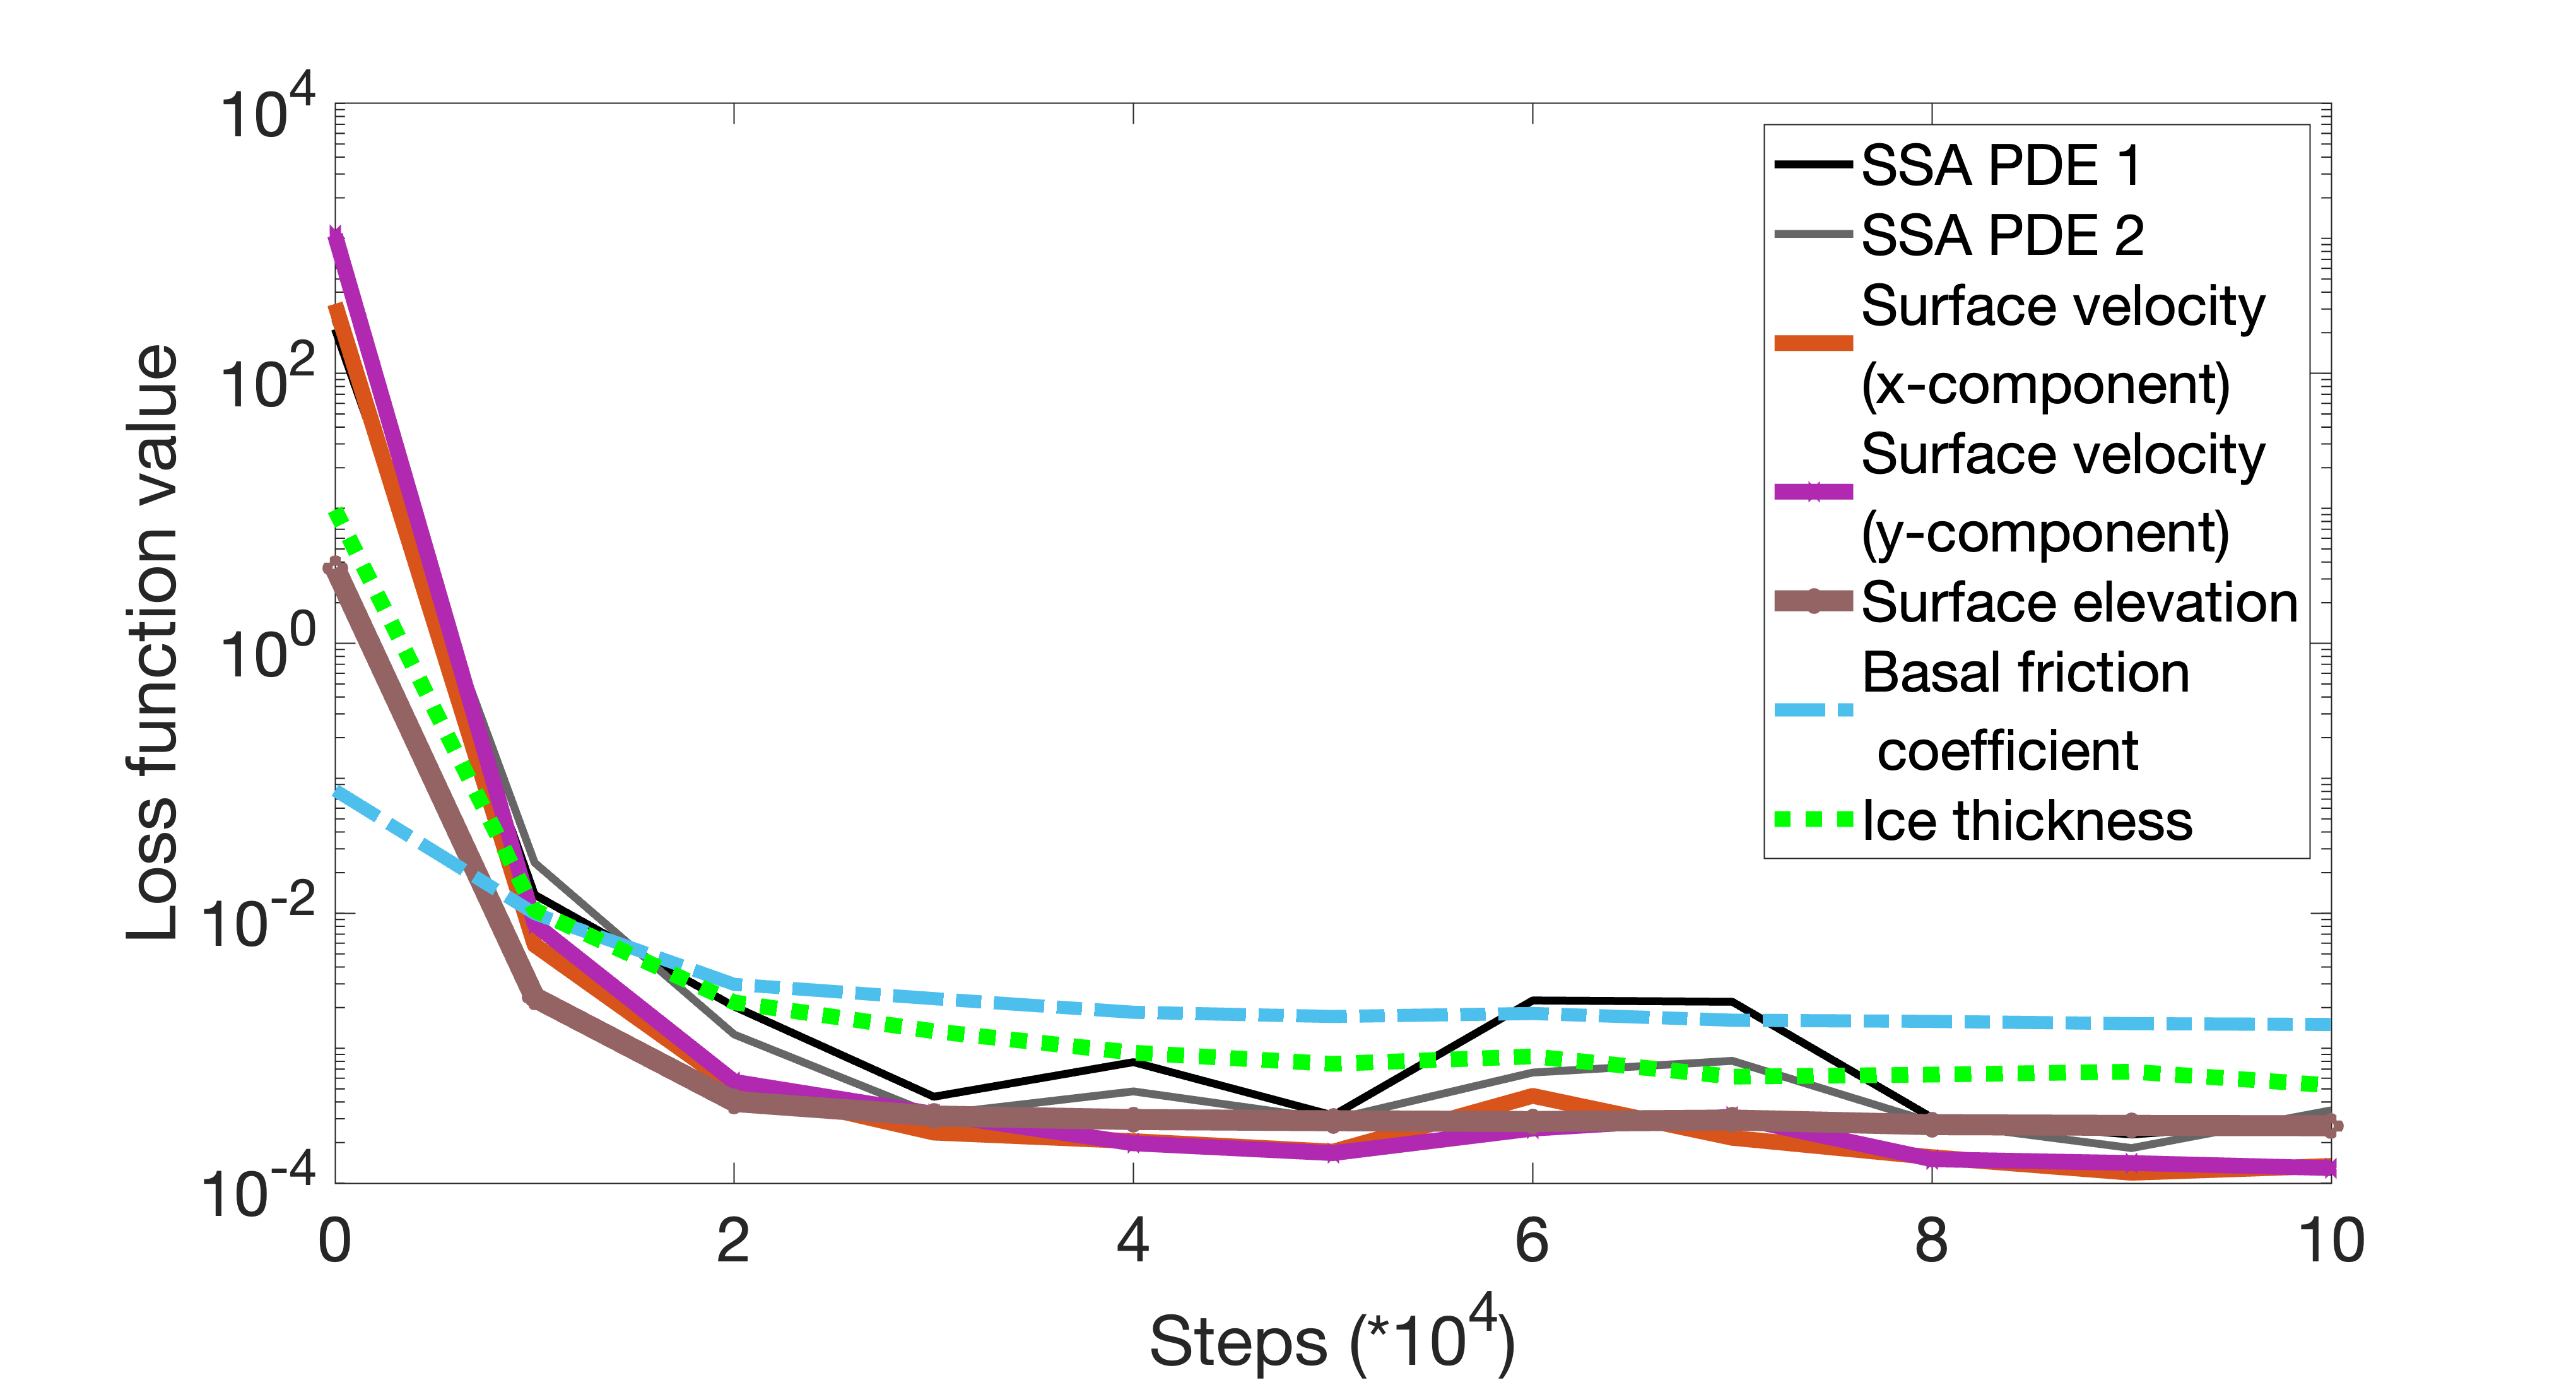 10^4
10^2
10^0
10^-2
10^-4
Loss function value
0 2 4 6 8 10
Steps (*10^4)
SSA PDE 1
SSA PDE 2
Surface velocity
(x-component)
Surface velocity
(y-component)
Surface elevation
Basal friction
coefficient
Ice thickness